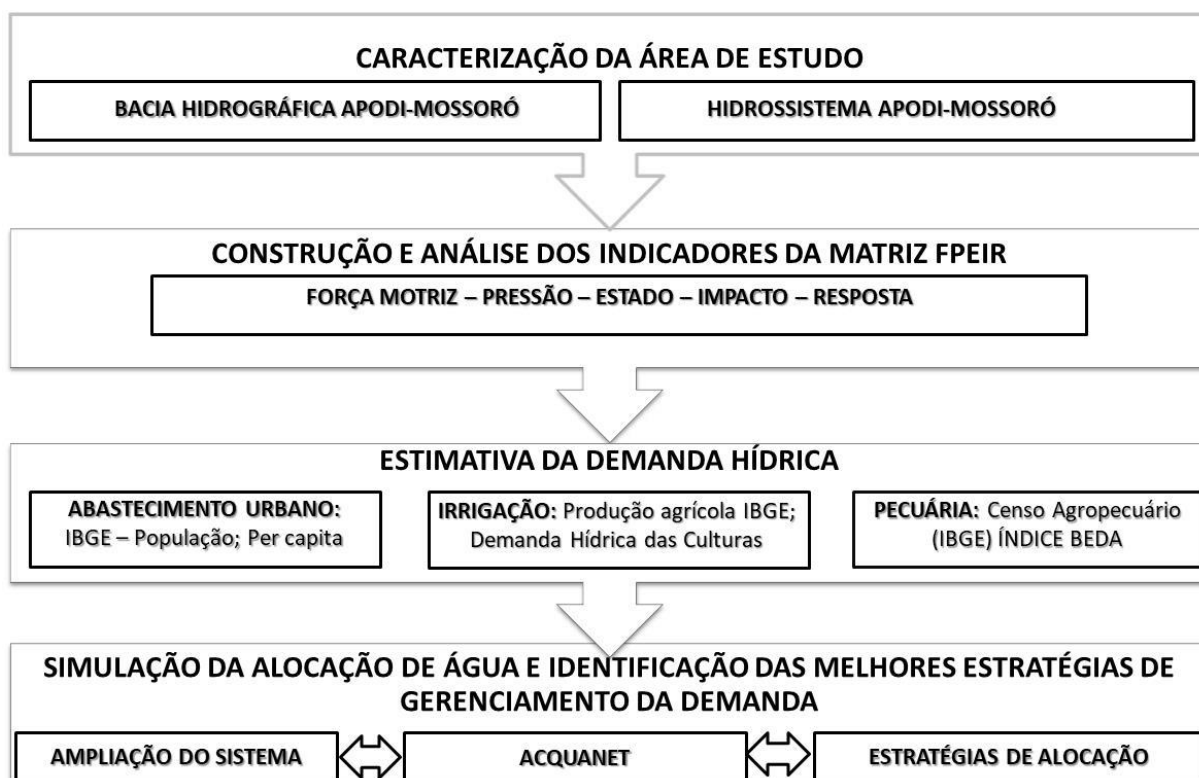 CARACTERIZAÇÃO DA ÁREA DE ESTUDO
BACIA HIDROGRÁFICA APODI-MOSSORÓ
HIDROSSISTEMA APODI-MOSSORÓ
CONSTRUÇÃO E ANÁLISE DOS INDICADORES DA MATRIZ FPEIR
FORÇA MOTRIZ – PRESSÃO – ESTADO – IMPACTO – RESPOSTA
ESTIMATIVA DA DEMANDA HÍDRICA
ABASTECIMENTO URBANO:
IBGE – População; Per capita
IRRIGAÇÃO: Produção agrícola IBGE;
Demanda Hídrica das Culturas
PECUÁRIA: Censo Agropecuário
(IBGE) ÍNDICE BEDA
SIMULAÇÃO DA ALOCAÇÃO DE ÁGUA E IDENTIFICAÇÃO DAS MELHORES ESTRATÉGIAS DE
GERENCIAMENTO DA DEMANDA
AMPLIAÇÃO DO SISTEMA
ACQUANET
ESTRATÉGIAS DE ALOCAÇÃO